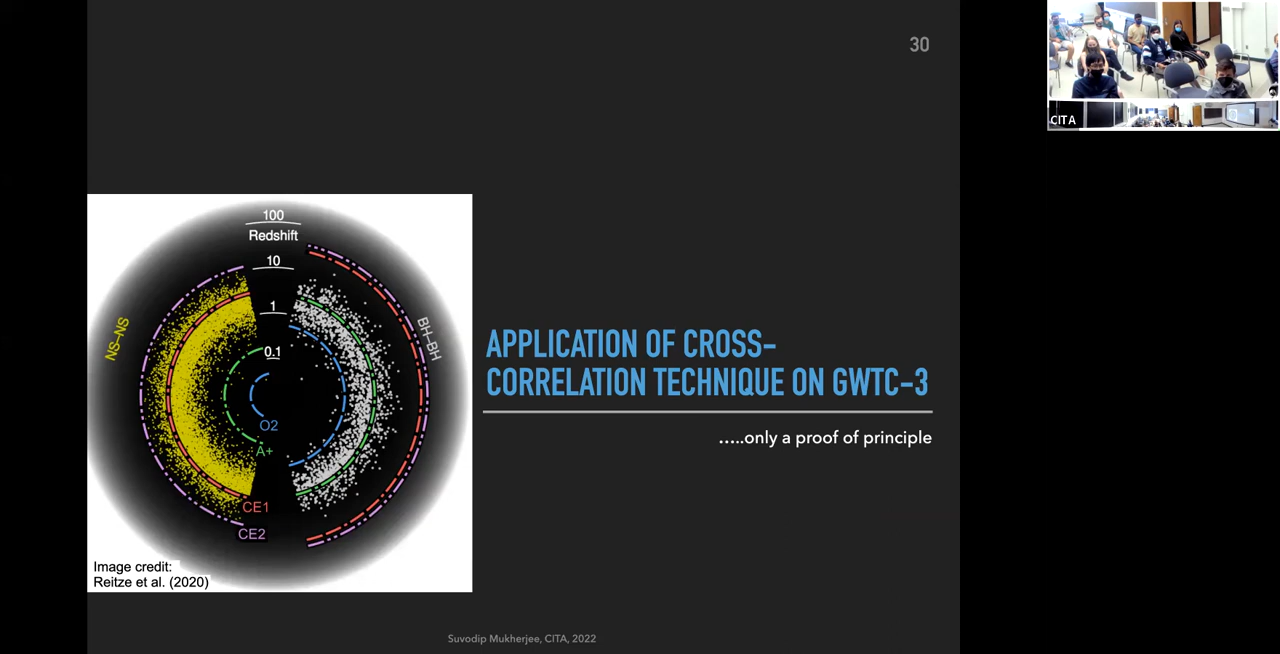 30
CITA
100
Redshift
10
1
0.1
NS–NS
BH–BH
O2
A+
CE1
CE2
Image credit:
Reitze et al. (2020)
APPLICATION OF CROSS-
CORRELATION TECHNIQUE ON GWTC-3
.....only a proof of principle
Suvodip Mukherjee, CITA, 2022